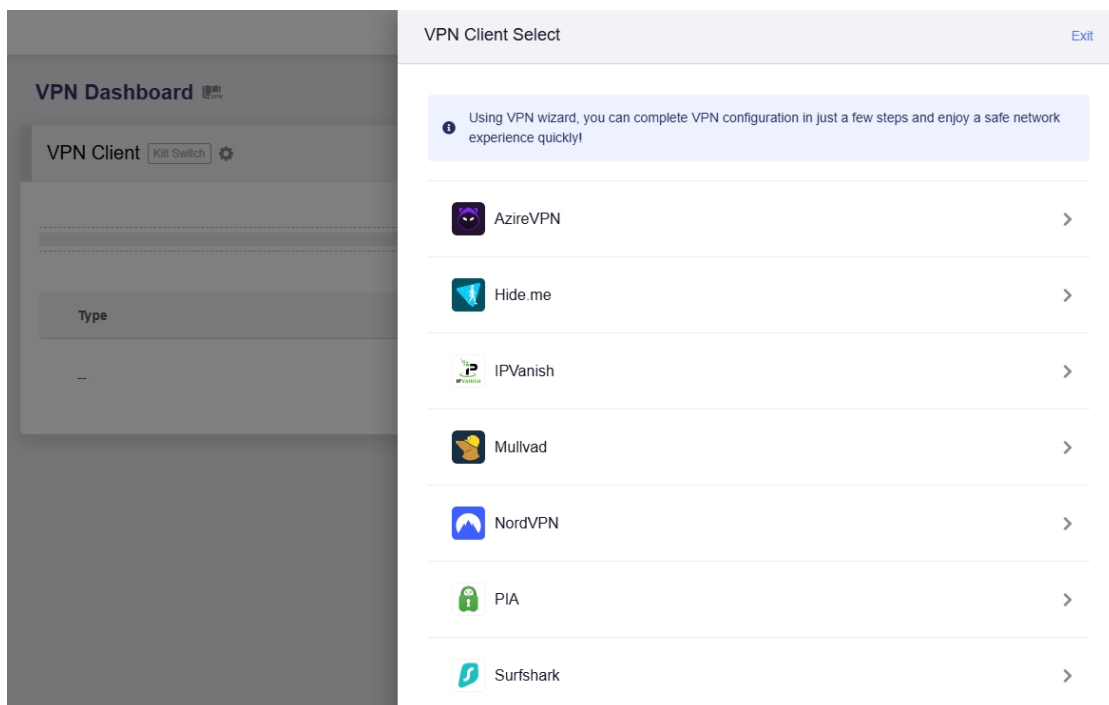 VPN Client Select
Exit
VPN Dashboard
VPN Client Kill Switch
Type
--
Using VPN wizard, you can complete VPN configuration in just a few steps and enjoy a safe network
experience quickly!
AzireVPN
Hide.me
IPVanish
Mullvad
NordVPN
PIA
Surfshark